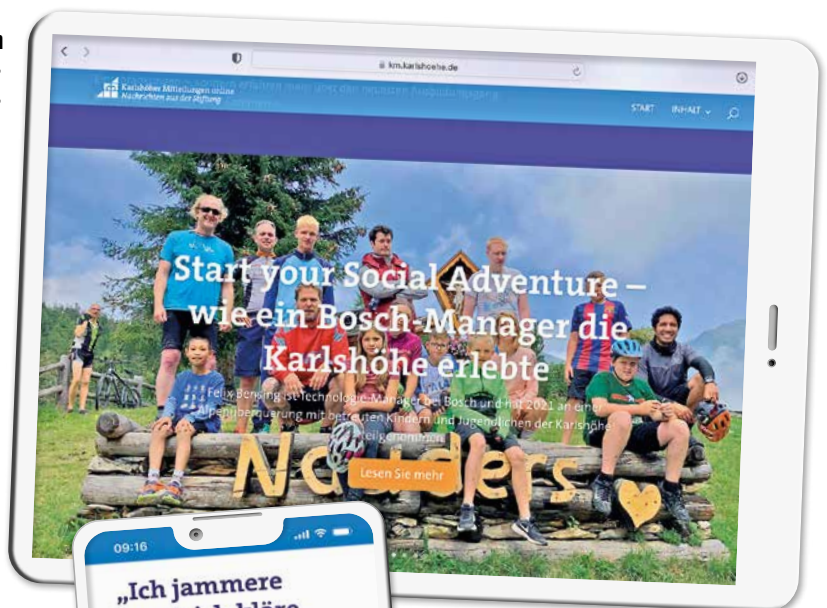 km.karlshoehe.de
Karlshöher Mitteilungen online
Nachrichten aus der Stiftung
START INHALT
Start your Social Adventure –
wie ein Bosch-Manager die
Karlshöhe erlebte
Felix Berging ist Technologie-Manager bei Bosch und hat 2021 an einer
Alpenüberquerung mit betreuten Kindern und Jugendlichen der Karlshöhe
teilgenommen
Nauders
Lesen Sie mehr
09:16
„Ich jammere